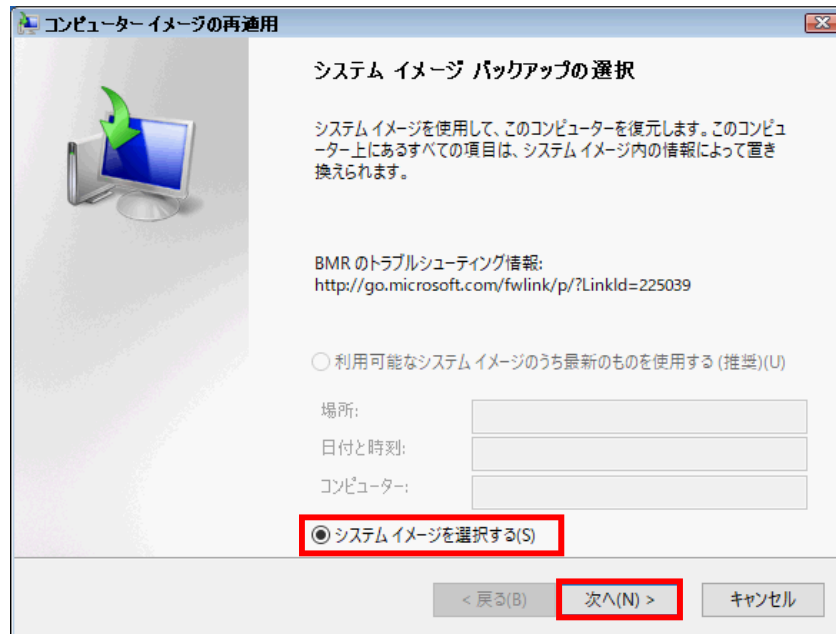 コンピューター イメージの再適用
システム イメージ バックアップの選択
システム イメージを使用して、このコンピューターを復元します。このコンピュ
ーター上にあるすべての項目は、システム イメージ内の情報によって置き
換えられます。
BMR のトラブルシューティング情報:
http://go.microsoft.com/fwlink/p/?LinkId=225039
利用可能なシステム イメージのうち最新のものを使用する (推奨)(U)
場所:
日付と時刻:
コンピューター:
システム イメージを選択する(S)
< 戻る(B) 次へ(N) > キャンセル